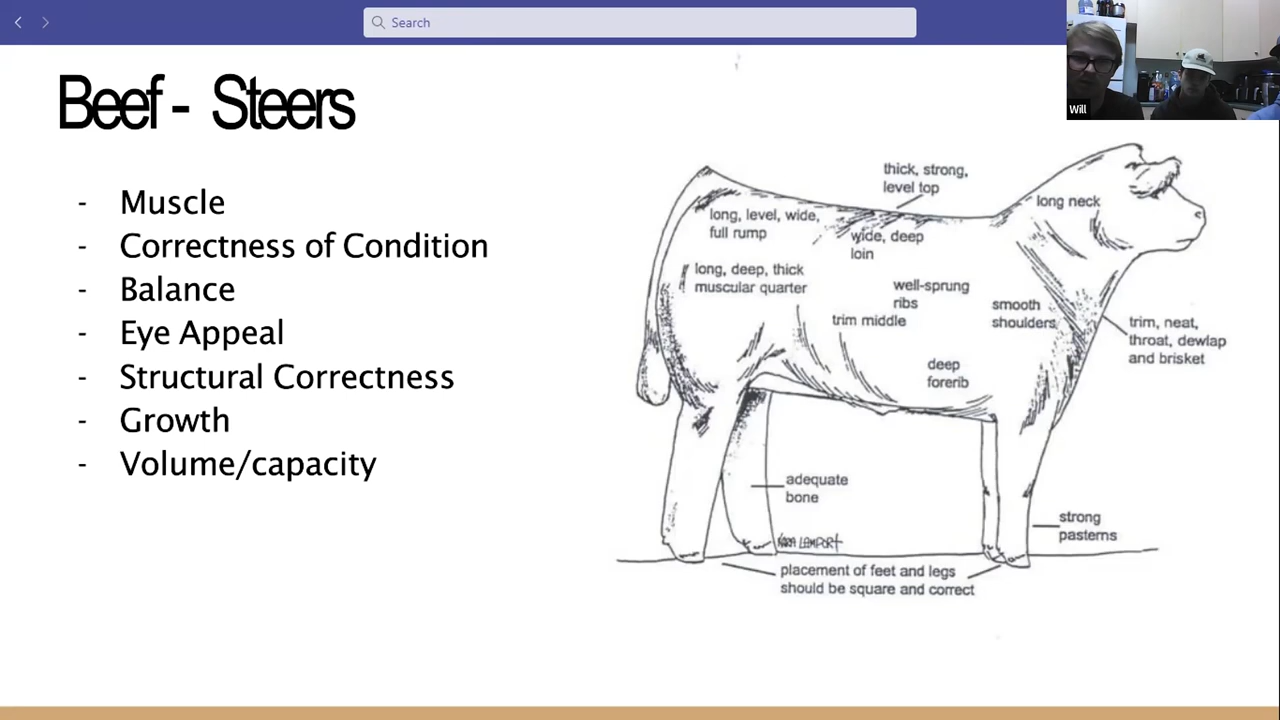 Search
Will
Beef - Steers
- Muscle
- Correctness of Condition
- Balance
- Eye Appeal
- Structural Correctness
- Growth
- Volume/capacity
thick, strong,
level top
long neck
long, level, wide,
full rump
wide, deep
loin
long, deep, thick
muscular quarter
well-sprung
ribs
trim middle
smooth
shoulders
trim, neat,
throat, dewlap
and brisket
deep
forerib
adequate
bone
strong
pasterns
KARA LAMPORT
placement of feet and legs
should be square and correct